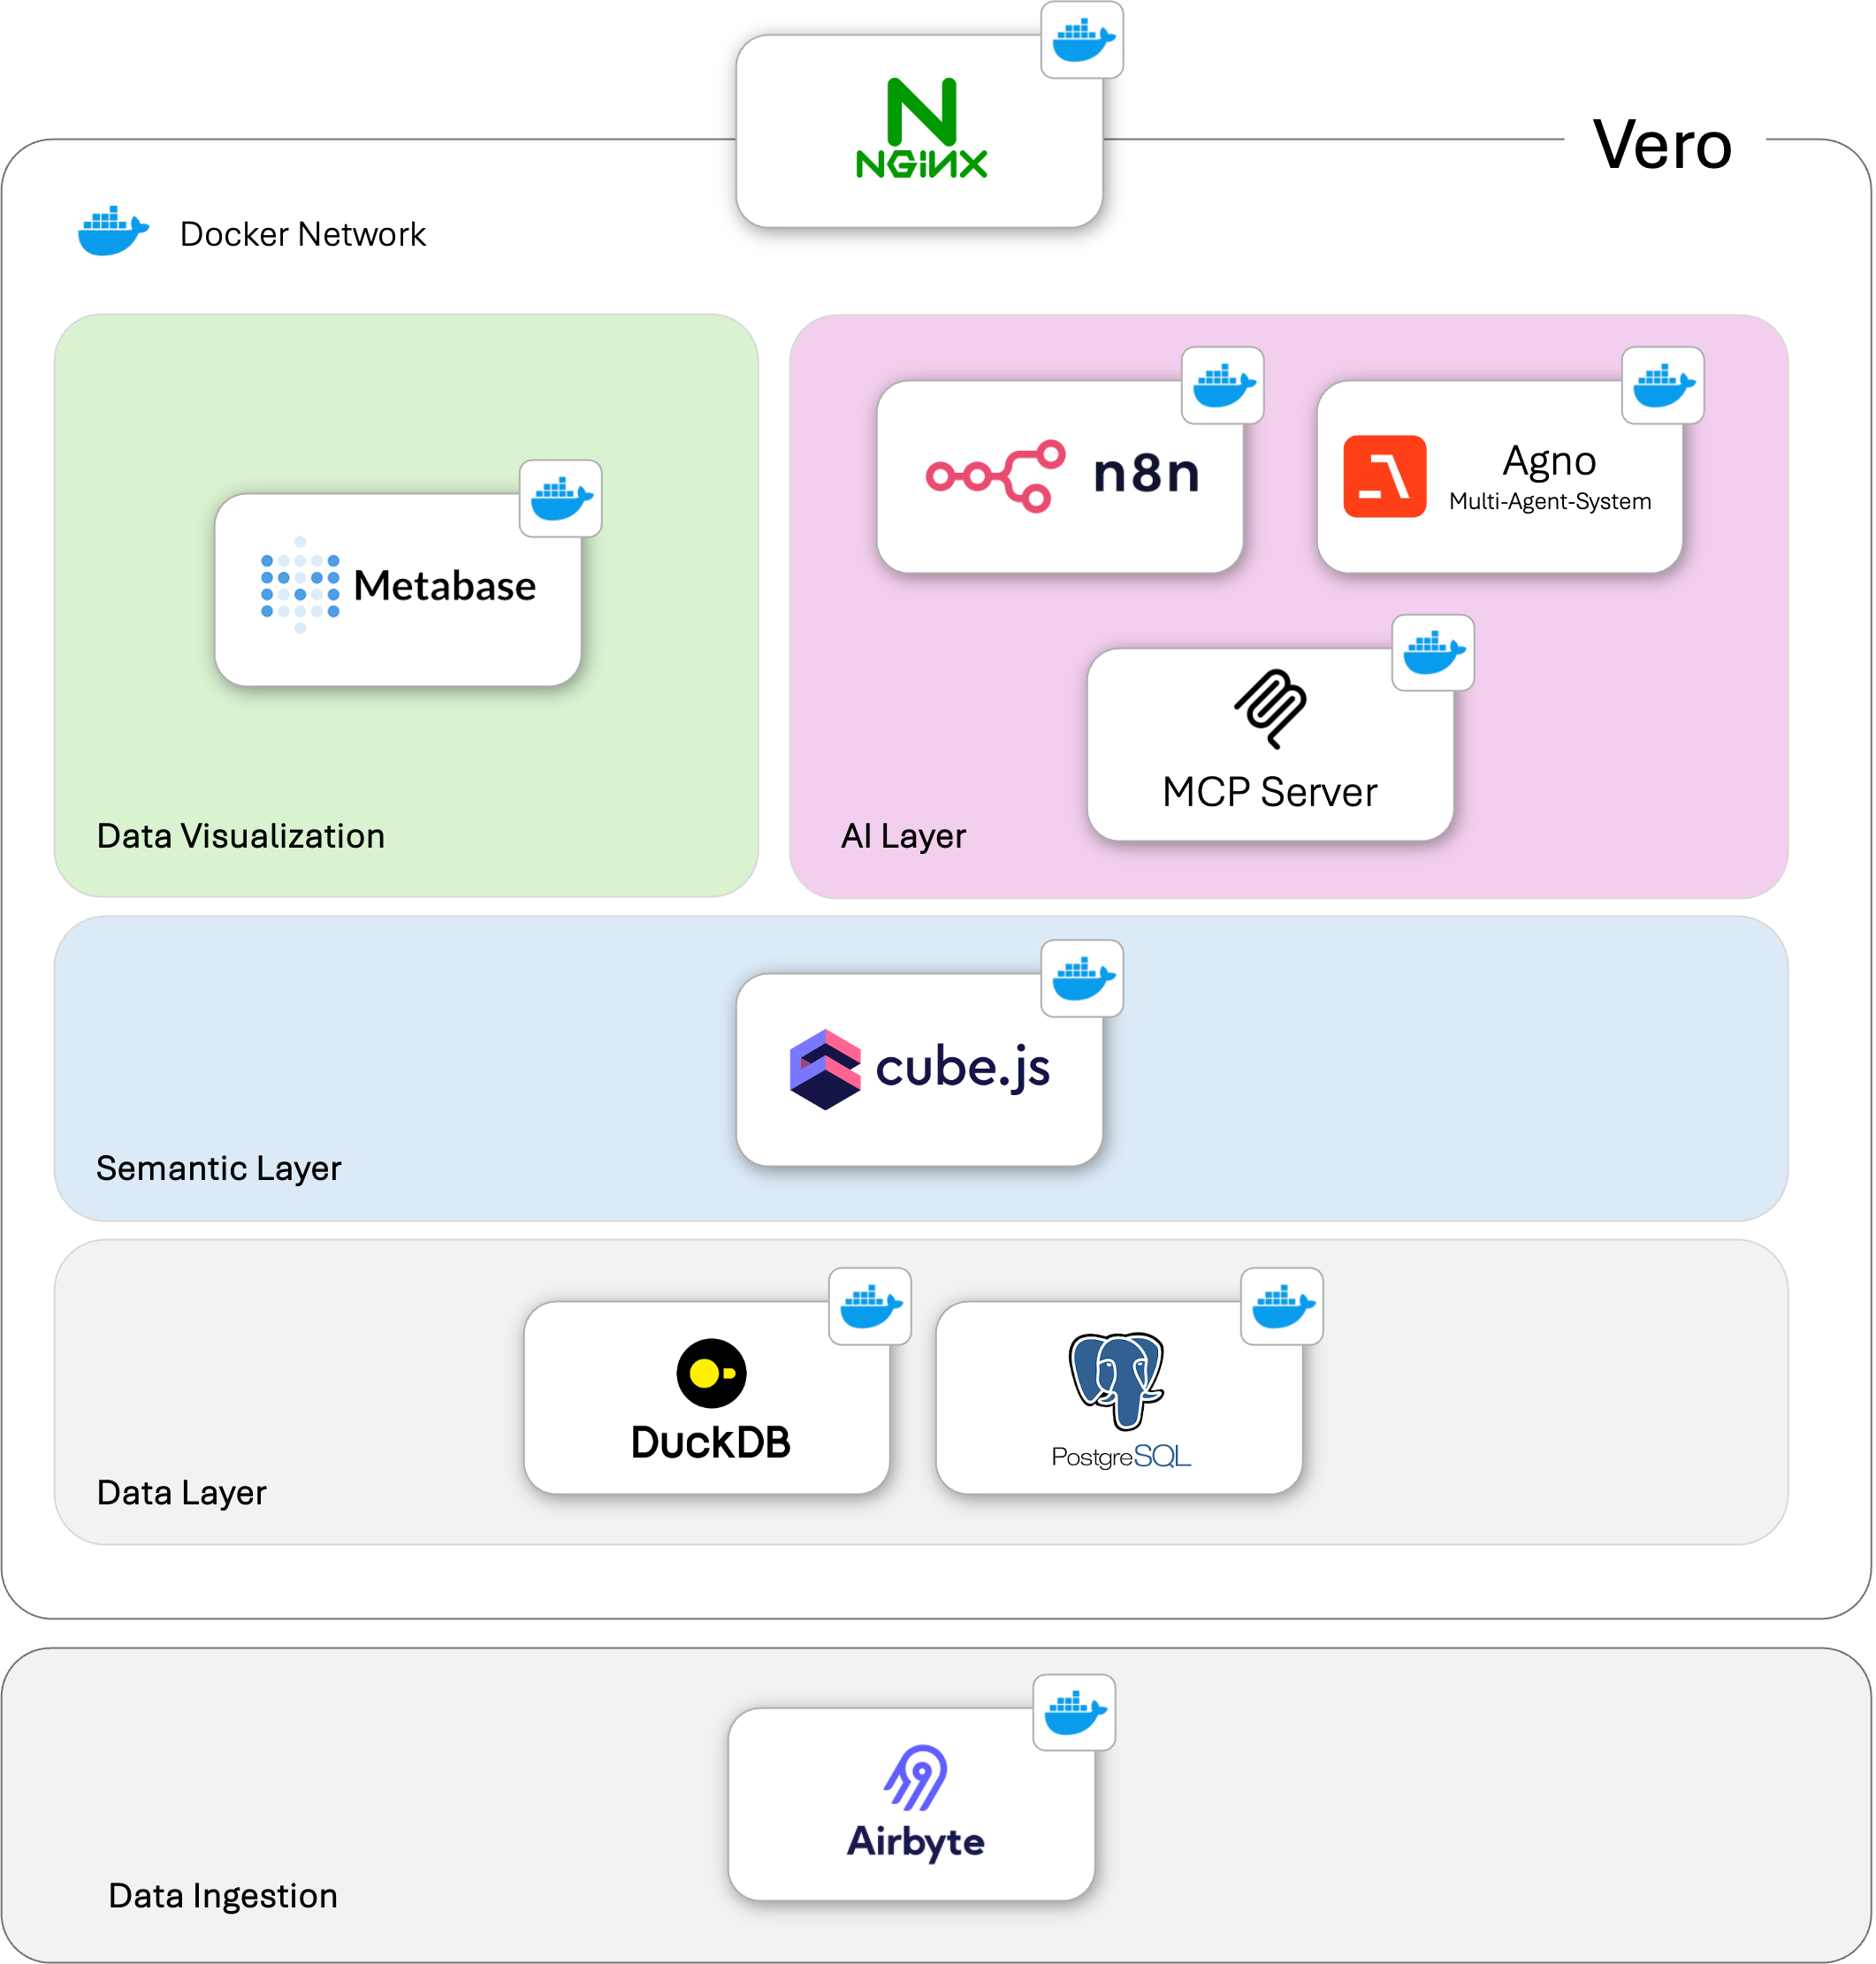 NGINX
Vero
Docker Network
Metabase
Data Visualization
n8n
Agno
Multi-Agent-System
MCP Server
AI Layer
cube.js
Semantic Layer
DuckDB
PostgreSQL
Data Layer
Airbyte
Data Ingestion